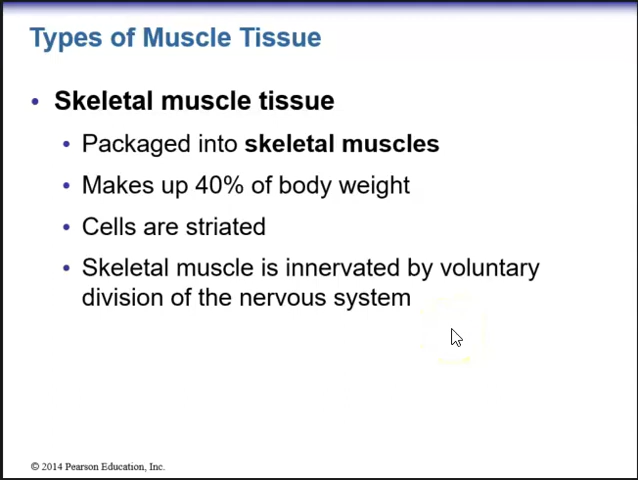 Types of Muscle Tissue
• Skeletal muscle tissue
• Packaged into skeletal muscles
• Makes up 40% of body weight
• Cells are striated
• Skeletal muscle is innervated by voluntary
division of the nervous system
© 2014 Pearson Education, Inc.